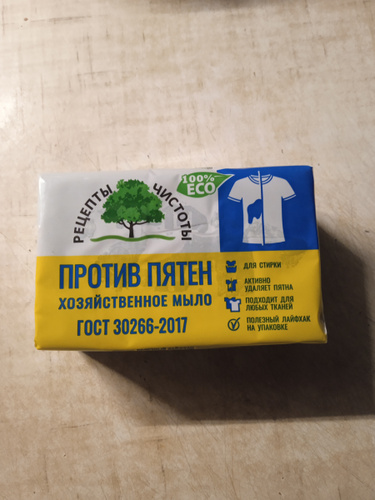 РЕЦЕПТЫ ЧИСТОТЫ
100%
ECO
ПРОТИВ ПЯТЕН
ХОЗЯЙСТВЕННОЕ МЫЛО
ГОСТ 30266-2017
ДЛЯ СТИРКИ
АКТИВНО
УДАЛЯЕТ ПЯТНА
ПОДХОДИТ ДЛЯ
ЛЮБЫХ ТКАНЕЙ
ПОЛЕЗНЫЙ ЛАЙФХАК
НА УПАКОВКЕ